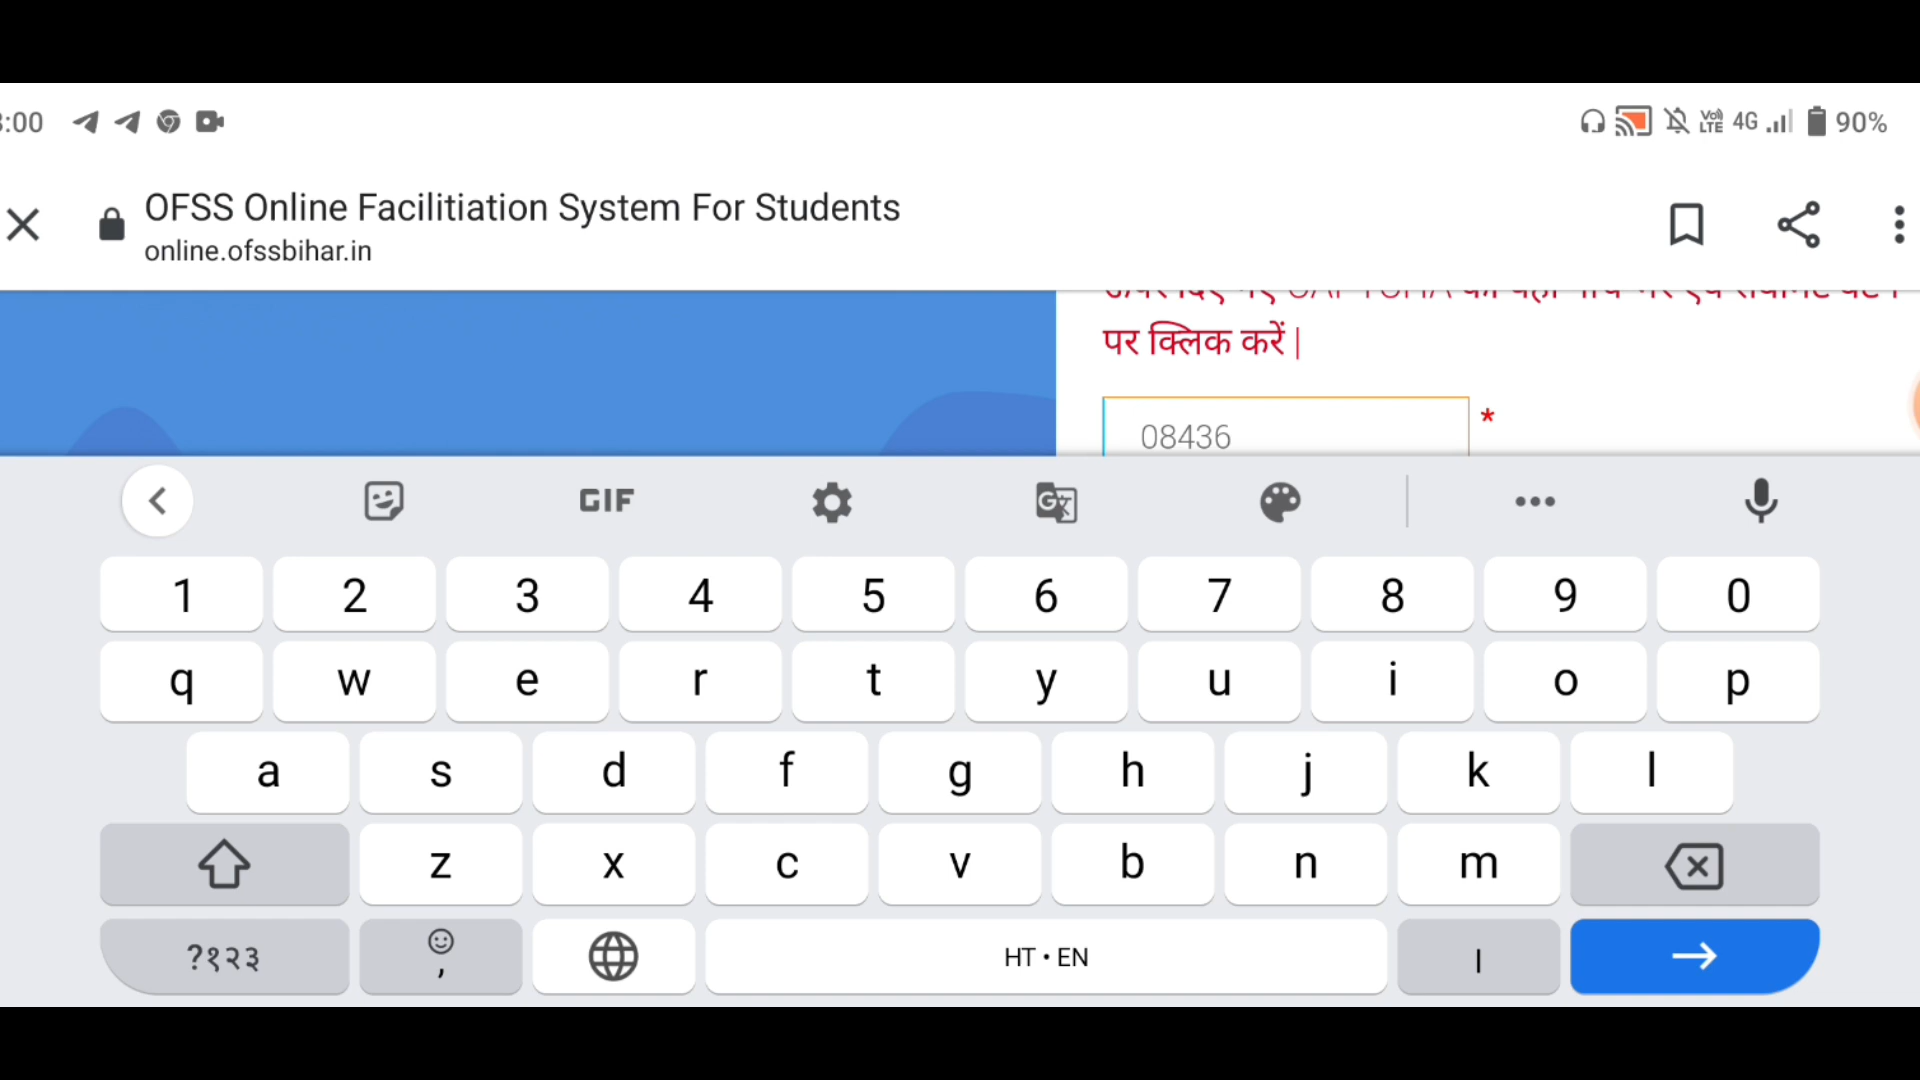 :00
4G 90%
OFSS Online Facilitiation System For Students
online.ofssbihar.in
पर क्लिक करें |
08436 *
GIF
1 2 3 4 5 6 7 8 9 0
q w e r t y u i o p
a s d f g h j k l
z x c v b n m
?१२३ , HT • EN |